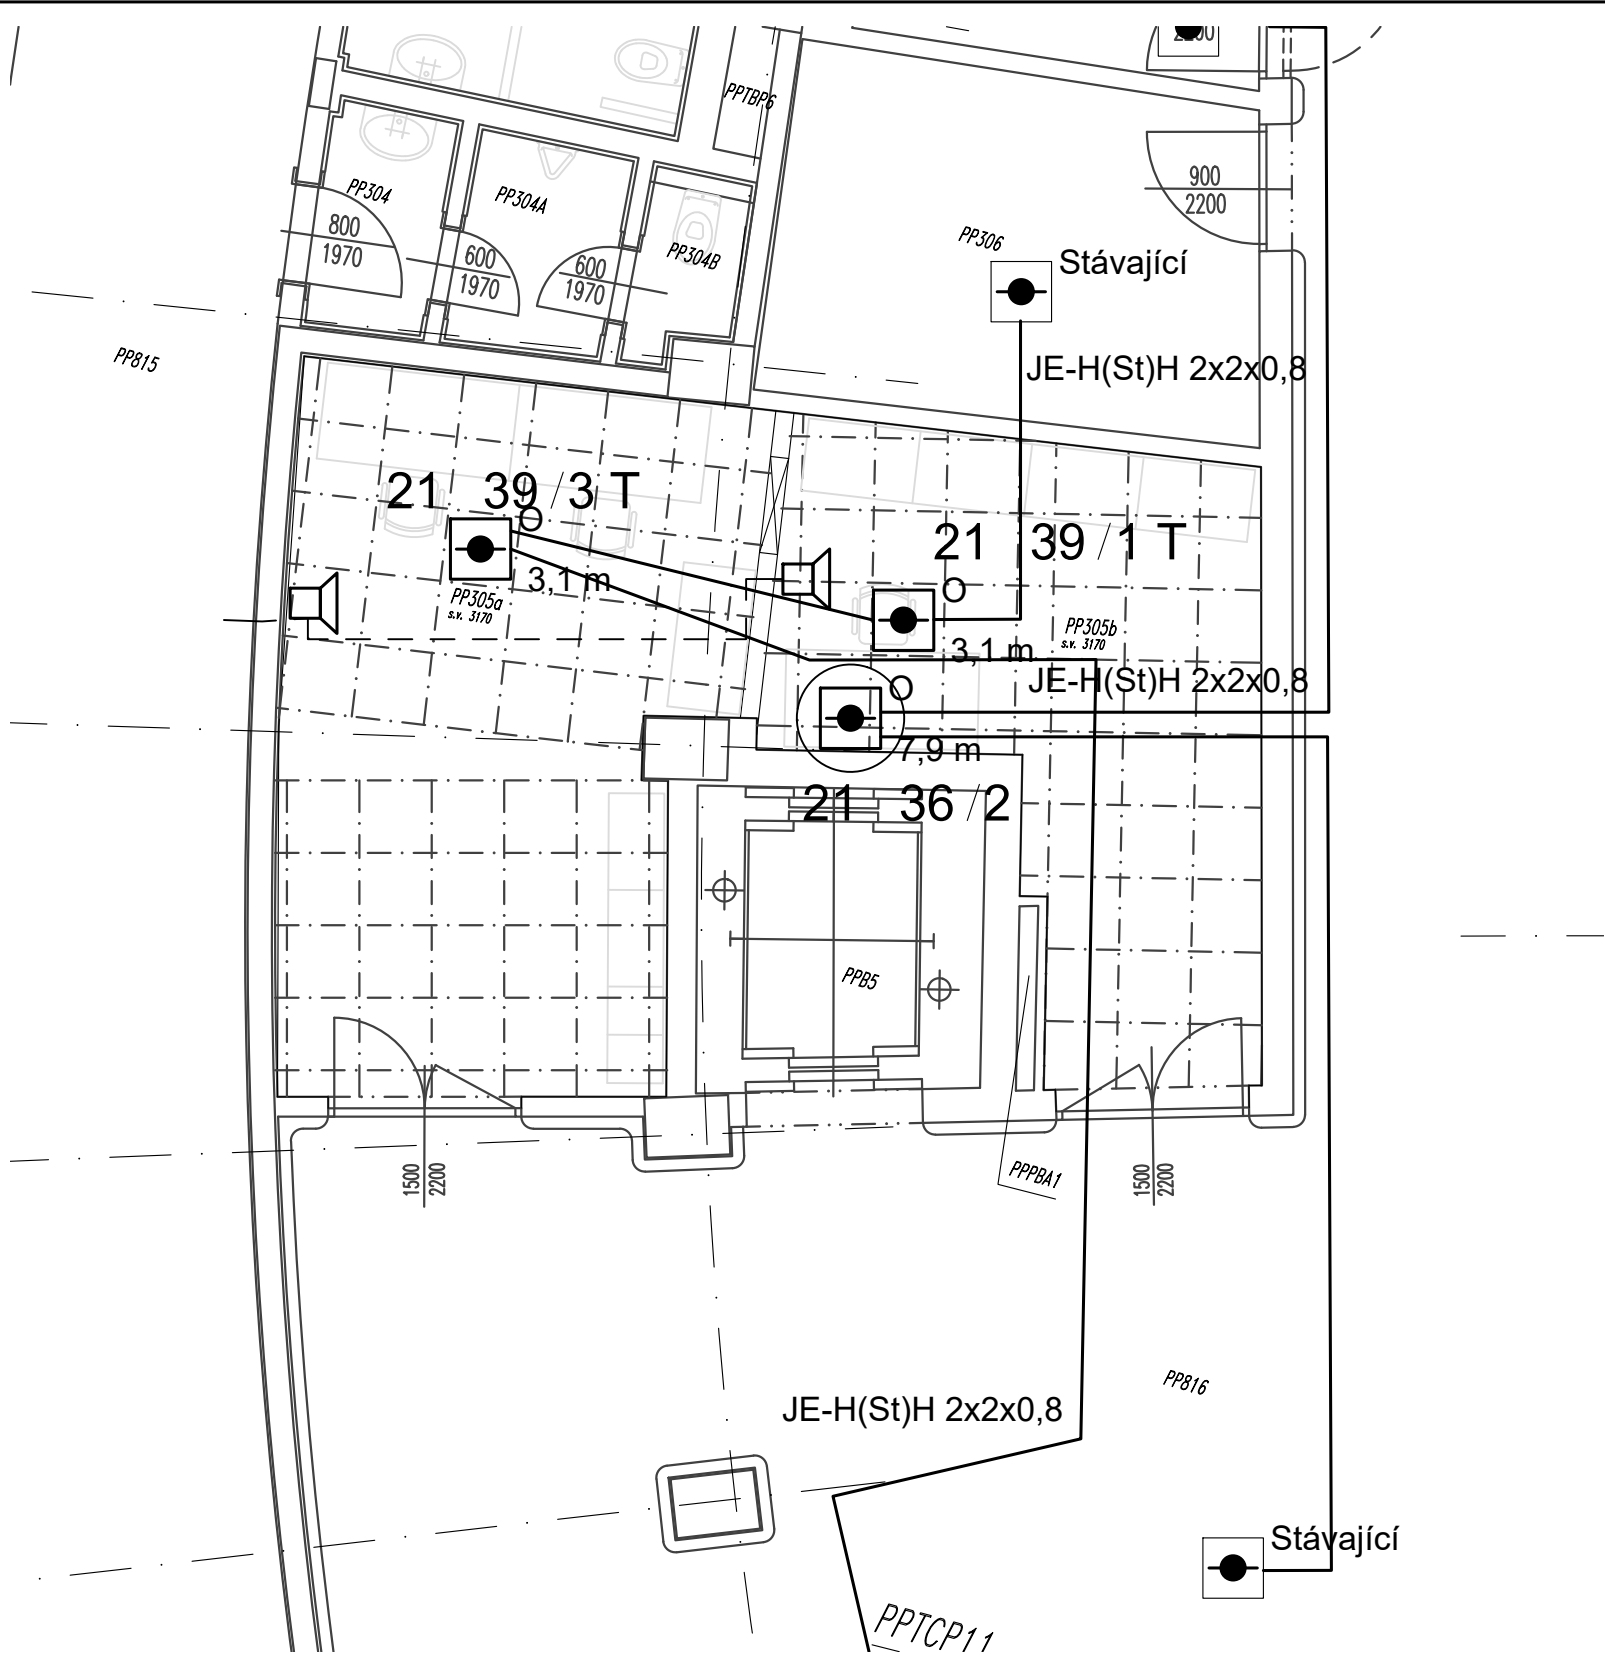 2200
PPTBP6
900
2200
PP304
PP304A
PP304B
PP306
800
1970
600
1970
600
1970
Stávající
PP815
JE-H(St)H 2x2x0,8
21 39 / 3 T
O
21 39 / 1 T
O
3,1 m
PP305a
s.v. 3170
PP305b
s.v. 3170
3,1 m
JE-H(St)H 2x2x0,8
O
7,9 m
21 36 / 2
PPB5
1500
2200
PPPBA1
1500
2200
PP816
JE-H(St)H 2x2x0,8
Stávající
PPTCP11